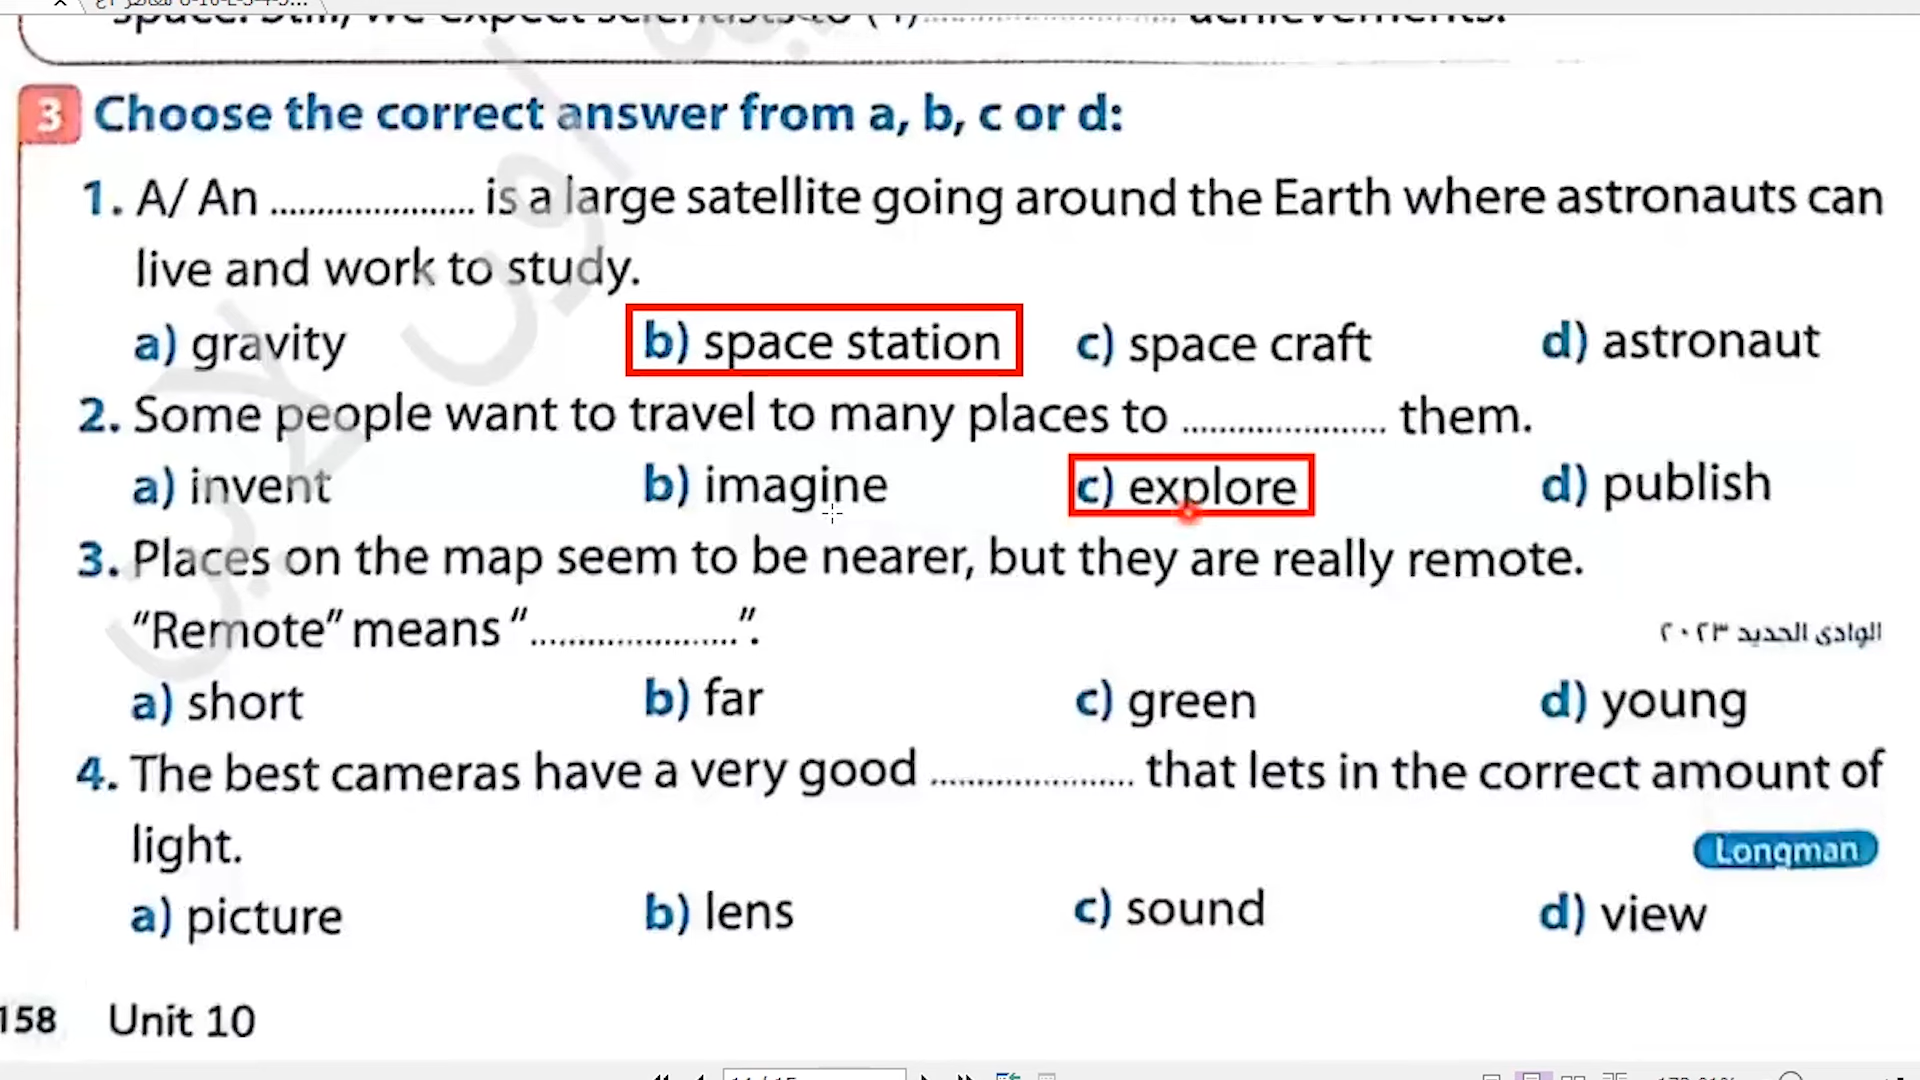 3 Choose the correct answer from a, b, c or d:
1. A/ An ..................... is a large satellite going around the Earth where astronauts can
live and work to study.
a) gravity b) space station c) space craft d) astronaut
2. Some people want to travel to many places to ..................... them.
a) invent b) imagine c) explore d) publish
3. Places on the map seem to be nearer, but they are really remote.
“Remote” means “.....................”.
الوادى الجديد ٢٠٢٣
a) short b) far c) green d) young
4. The best cameras have a very good ..................... that lets in the correct amount of
light.
Longman
a) picture b) lens c) sound d) view
158 Unit 10